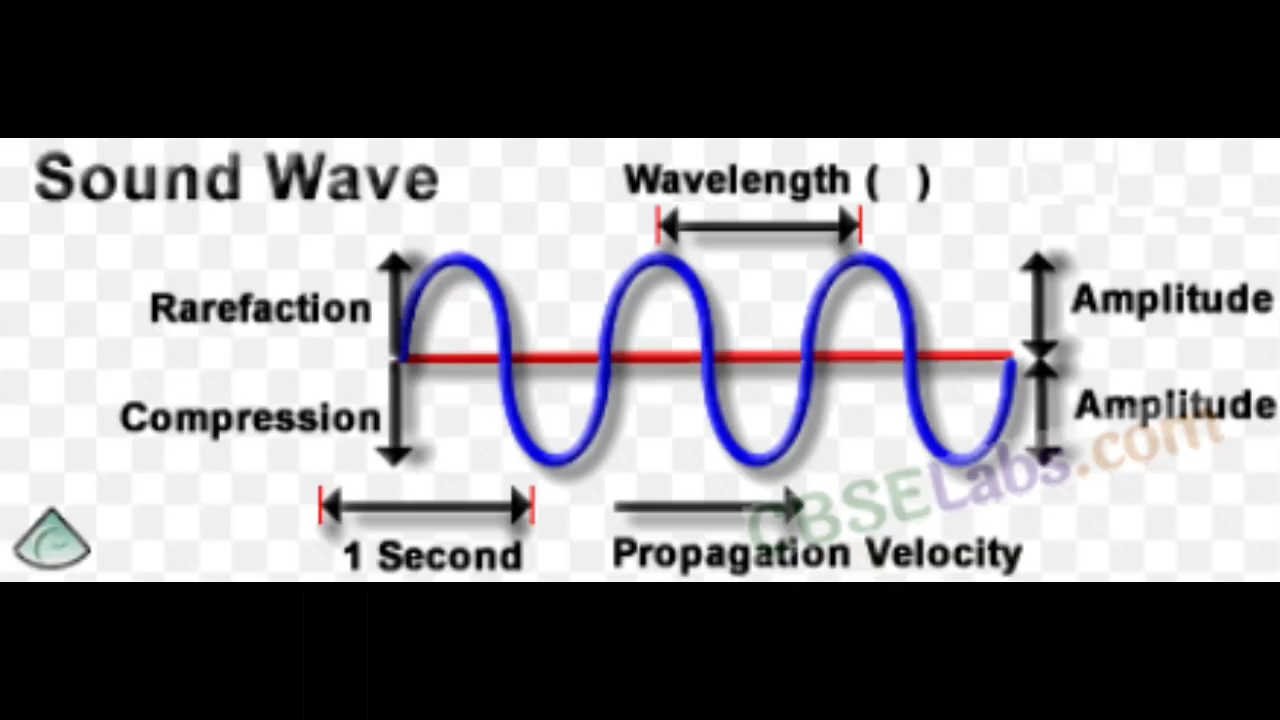 Sound Wave
Wavelength ( )
Rarefaction
Amplitude
Compression
Amplitude
CBSELabs.com
1 Second
Propagation Velocity